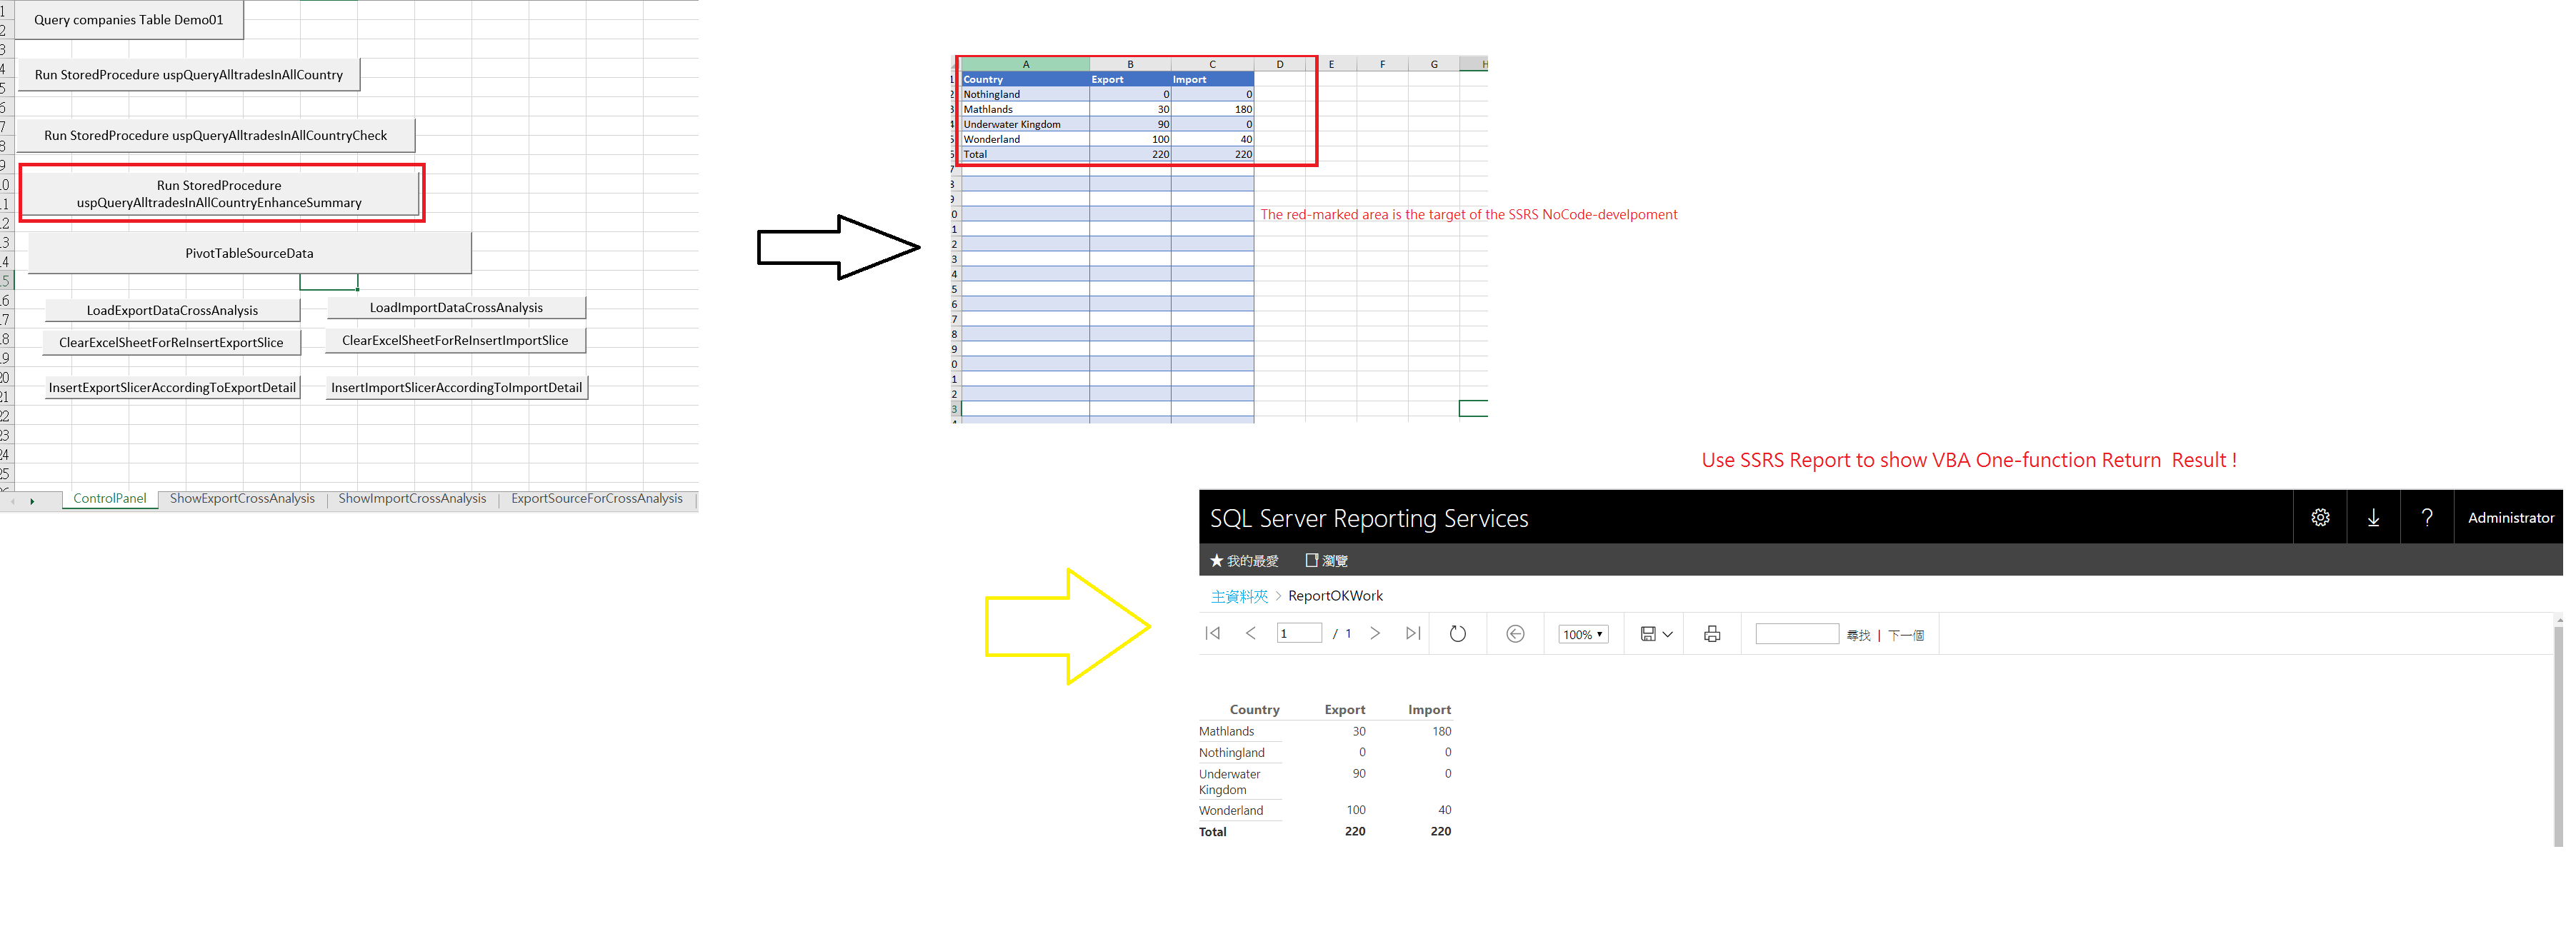 Query companies Table Demo01
Run StoredProcedure uspQueryAlltradesInAllCountry
Run StoredProcedure uspQueryAlltradesInAllCountryCheck
Run StoredProcedure
uspQueryAlltradesInAllCountryEnhanceSummary
PivotTableSourceData
LoadExportDataCrossAnalysis LoadImportDataCrossAnalysis
ClearExcelSheetForReInsertExportSlice ClearExcelSheetForReInsertImportSlice
InsertExportSlicerAccordingToExportDetail InsertImportSlicerAccordingToImportDetail
ControlPanel ShowExportCrossAnalysis ShowImportCrossAnalysis ExportSourceForCrossAnalysis
A B C D E F G H
Country Export Import
Nothingland 0 0
Mathlands 30 180
Underwater Kingdom 90 0
Wonderland 100 40
Total 220 220
The red-marked area is the target of the SSRS NoCode-develpoment
Use SSRS Report to show VBA One-function Return Result !
SQL Server Reporting Services Administrator
我的最愛 瀏覽
主資料夾 > ReportOKWork
1 / 1 100% 尋找 | 下一個
Country Export Import
Mathlands 30 180
Nothingland 0 0
Underwater 90 0
Kingdom
Wonderland 100 40
Total 220 220